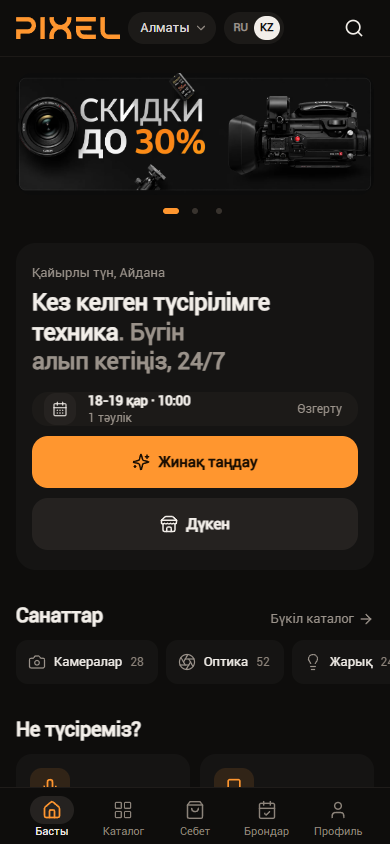 PIXEL
Алматы
RU KZ
СКИДКИ
ДО 30%
Қайырлы түн, Айдана
Кез келген түсірілімге
техника. Бүгін
алып кетіңіз, 24/7
18–19 қар · 10:00
1 тәулік
Өзгерту
Жинақ таңдау
Дүкен
Санаттар
Бүкіл каталог
Камералар 28
Оптика 52
Жарық
Не түсіреміз?
Басты
Каталог
Себет
Брондар
Профиль